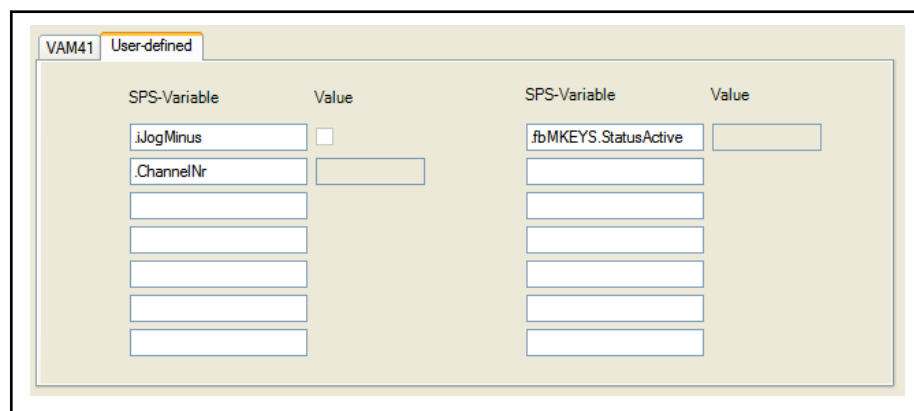 VAM41 User-defined
SPS-Variable Value SPS-Variable Value
.iJogMinus .fbMKEYS.StatusActive
.ChannelNr